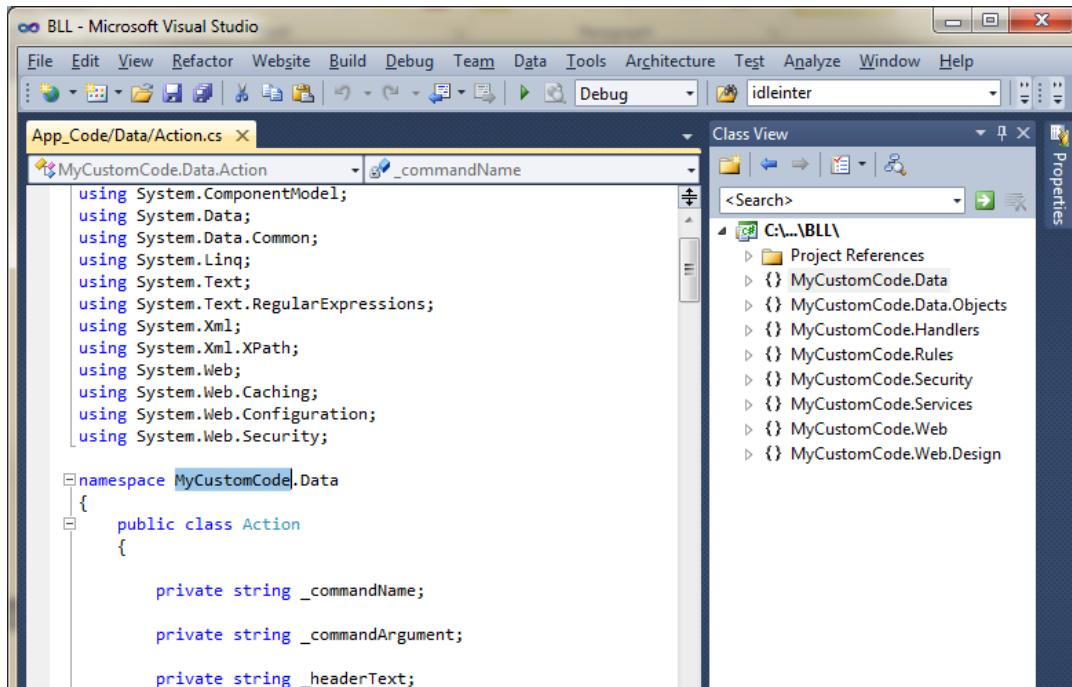 BLL - Microsoft Visual Studio
File Edit View Refactor Website Build Debug Team Data Tools Architecture Test Analyze Window Help
Debug idleinter
App_Code/Data/Action.cs
MyCustomCode.Data.Action _commandName
using System.ComponentModel;
using System.Data;
using System.Data.Common;
using System.Linq;
using System.Text;
using System.Text.RegularExpressions;
using System.Xml;
using System.Xml.XPath;
using System.Web;
using System.Web.Caching;
using System.Web.Configuration;
using System.Web.Security;
namespace MyCustomCode.Data
{
public class Action
{
private string _commandName;
private string _commandArgument;
private string _headerText;
Class View
<Search>
C:\...\BLL\
Project References
{} MyCustomCode.Data
{} MyCustomCode.Data.Objects
{} MyCustomCode.Handlers
{} MyCustomCode.Rules
{} MyCustomCode.Security
{} MyCustomCode.Services
{} MyCustomCode.Web
{} MyCustomCode.Web.Design
Properties